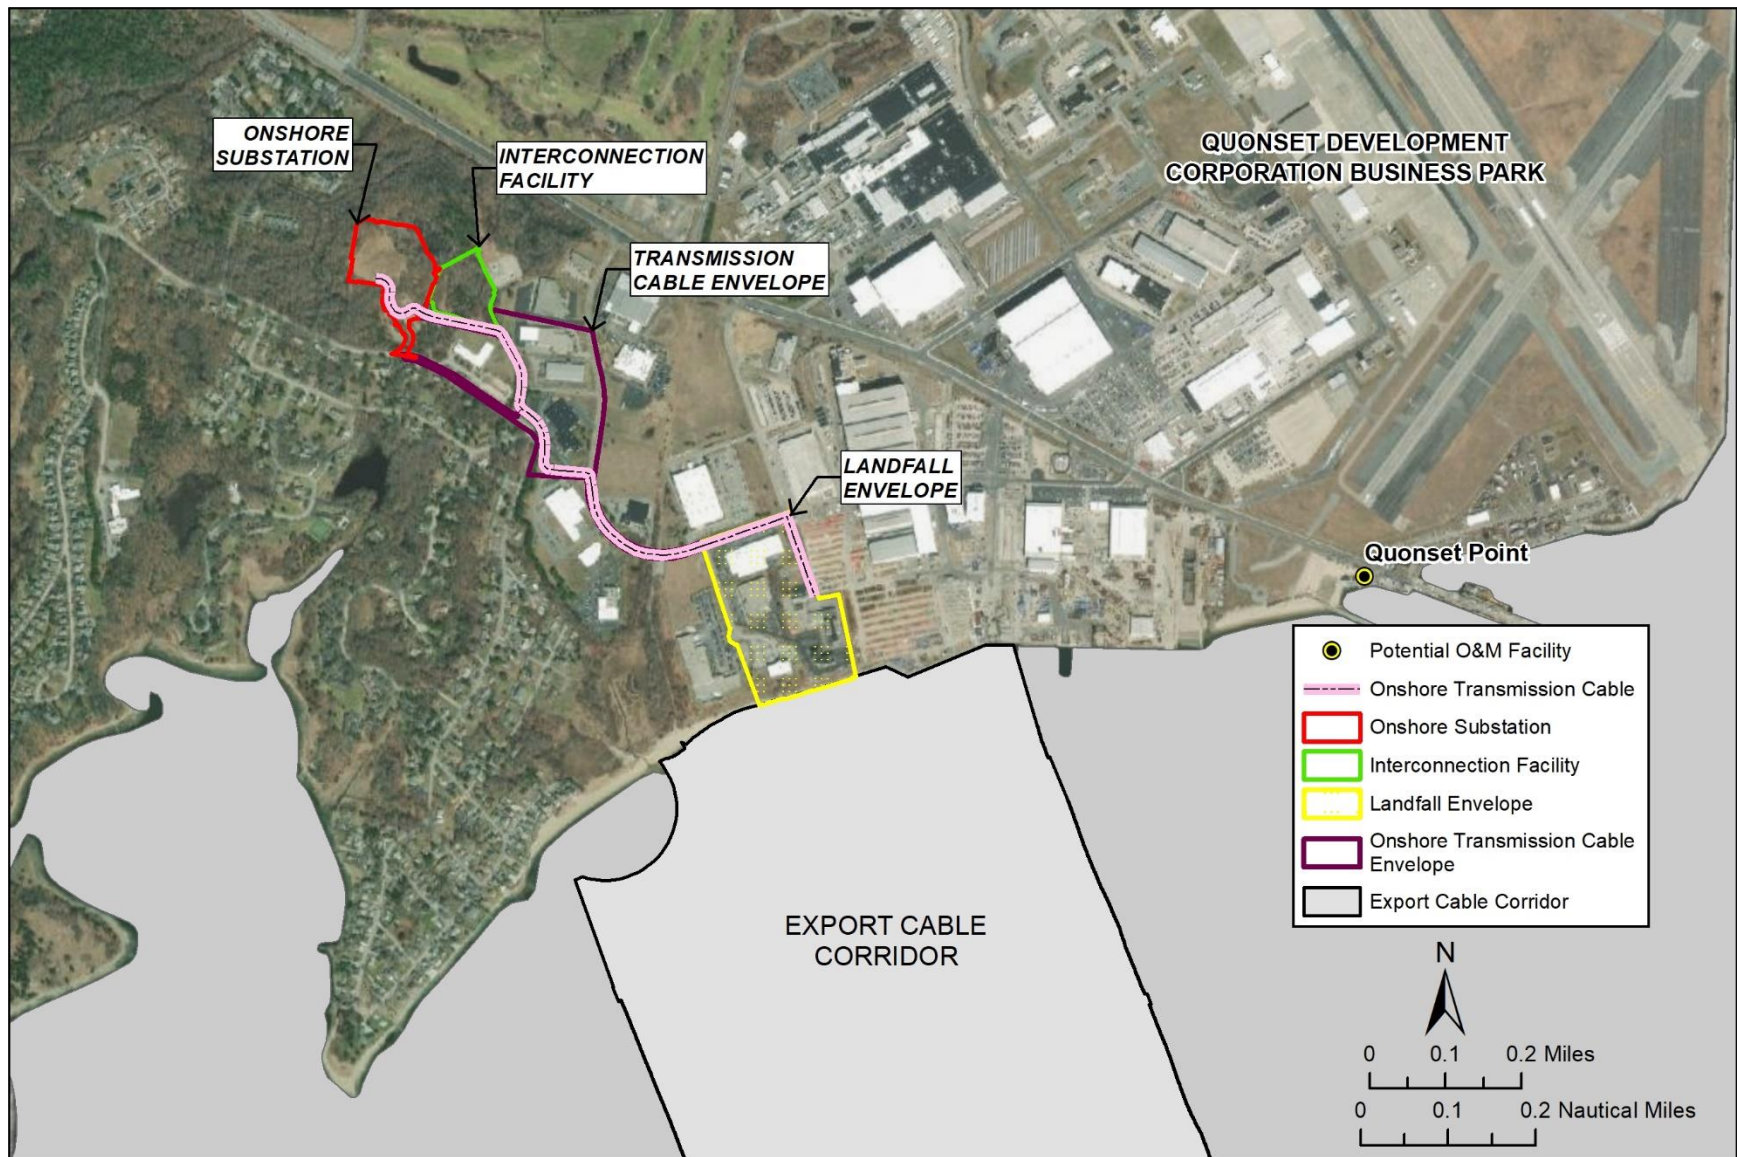 ONSHORE
SUBSTATION
INTERCONNECTION
FACILITY
QUONSET DEVELOPMENT
CORPORATION BUSINESS PARK
TRANSMISSION
CABLE ENVELOPE
LANDFALL
ENVELOPE
Quonset Point
EXPORT CABLE
CORRIDOR
Potential O&M Facility
Onshore Transmission Cable
Onshore Substation
Interconnection Facility
Landfall Envelope
Onshore Transmission Cable
Envelope
Export Cable Corridor
N
0 0.1 0.2 Miles
0 0.1 0.2 Nautical Miles